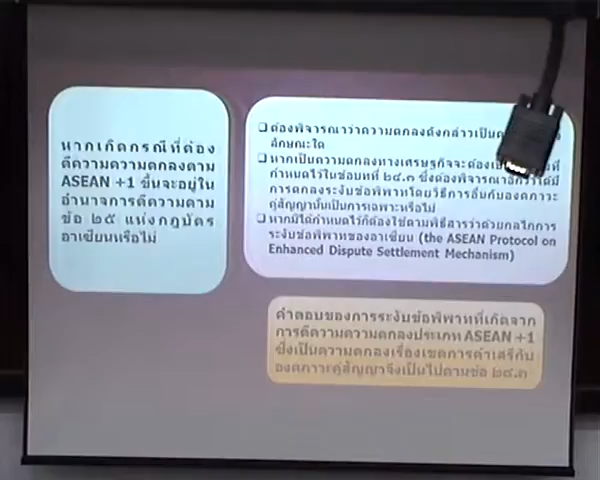 หากเกิดกรณีที่ต้อง
ตีความความตกลงตาม
ASEAN +1 ขึ้นจะอยู่ใน
อำนาจการตีความตาม
ข้อ ๒๕ แห่งกฎบัตร
อาเซียนหรือไม่
❑ ต้องพิจารณาว่าความตกลงดังกล่าวเป็น
ลักษณะใด
❑ หากเป็นความตกลงทางเศรษฐกิจจะต้อง
กำหนดไว้ในข้อบทที่ ๒๔.๓ ซึ่งต้องพิจารณา ได้มี
การตกลงระงับข้อพิพาทโดยวิธีการอื่นกับองคภาวะ
คู่สัญญานั้นเป็นการเฉพาะหรือไม่
❑ หากมิได้กำหนดไว้ก็ต้องใช้ตามพิธีสารว่าด้วยกลไกการ
ระงับข้อพิพาทของอาเซียน (the ASEAN Protocol on
Enhanced Dispute Settlement Mechanism)
คำตอบของการระงับข้อพิพาทที่เกิดจาก
การตีความความตกลงประเภท ASEAN +1
ซึ่งเป็นความตกลงเรื่องเขตการค้าเสรีกับ
องคภาวะคู่สัญญาจึงเป็นไปตามข้อ ๒๔.๓